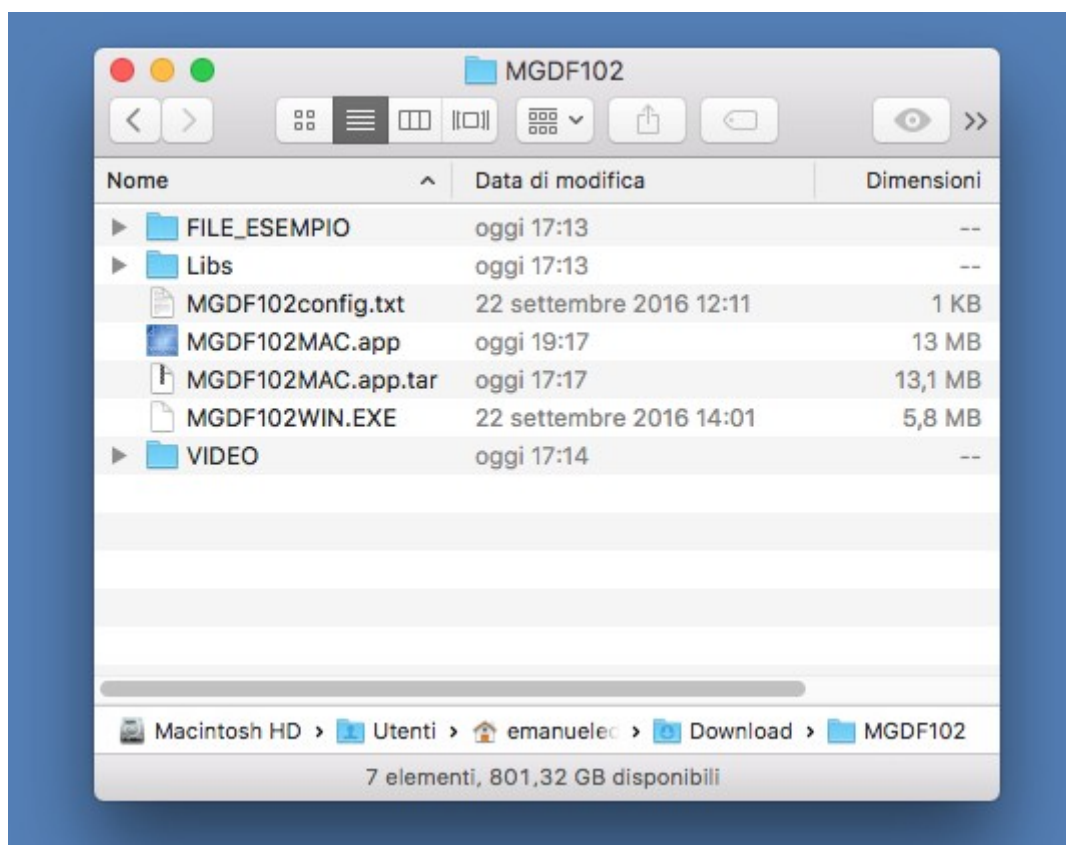 MGDF102
Nome Data di modifica Dimensioni
FILE_ESEMPIO oggi 17:13 --
Libs oggi 17:13 --
MGDF102config.txt 22 settembre 2016 12:11 1 KB
MGDF102MAC.app oggi 19:17 13 MB
MGDF102MAC.app.tar oggi 17:17 13,1 MB
MGDF102WIN.EXE 22 settembre 2016 14:01 5,8 MB
VIDEO oggi 17:14 --
Macintosh HD › Utenti › emanuelec › Download › MGDF102
7 elementi, 801,32 GB disponibili